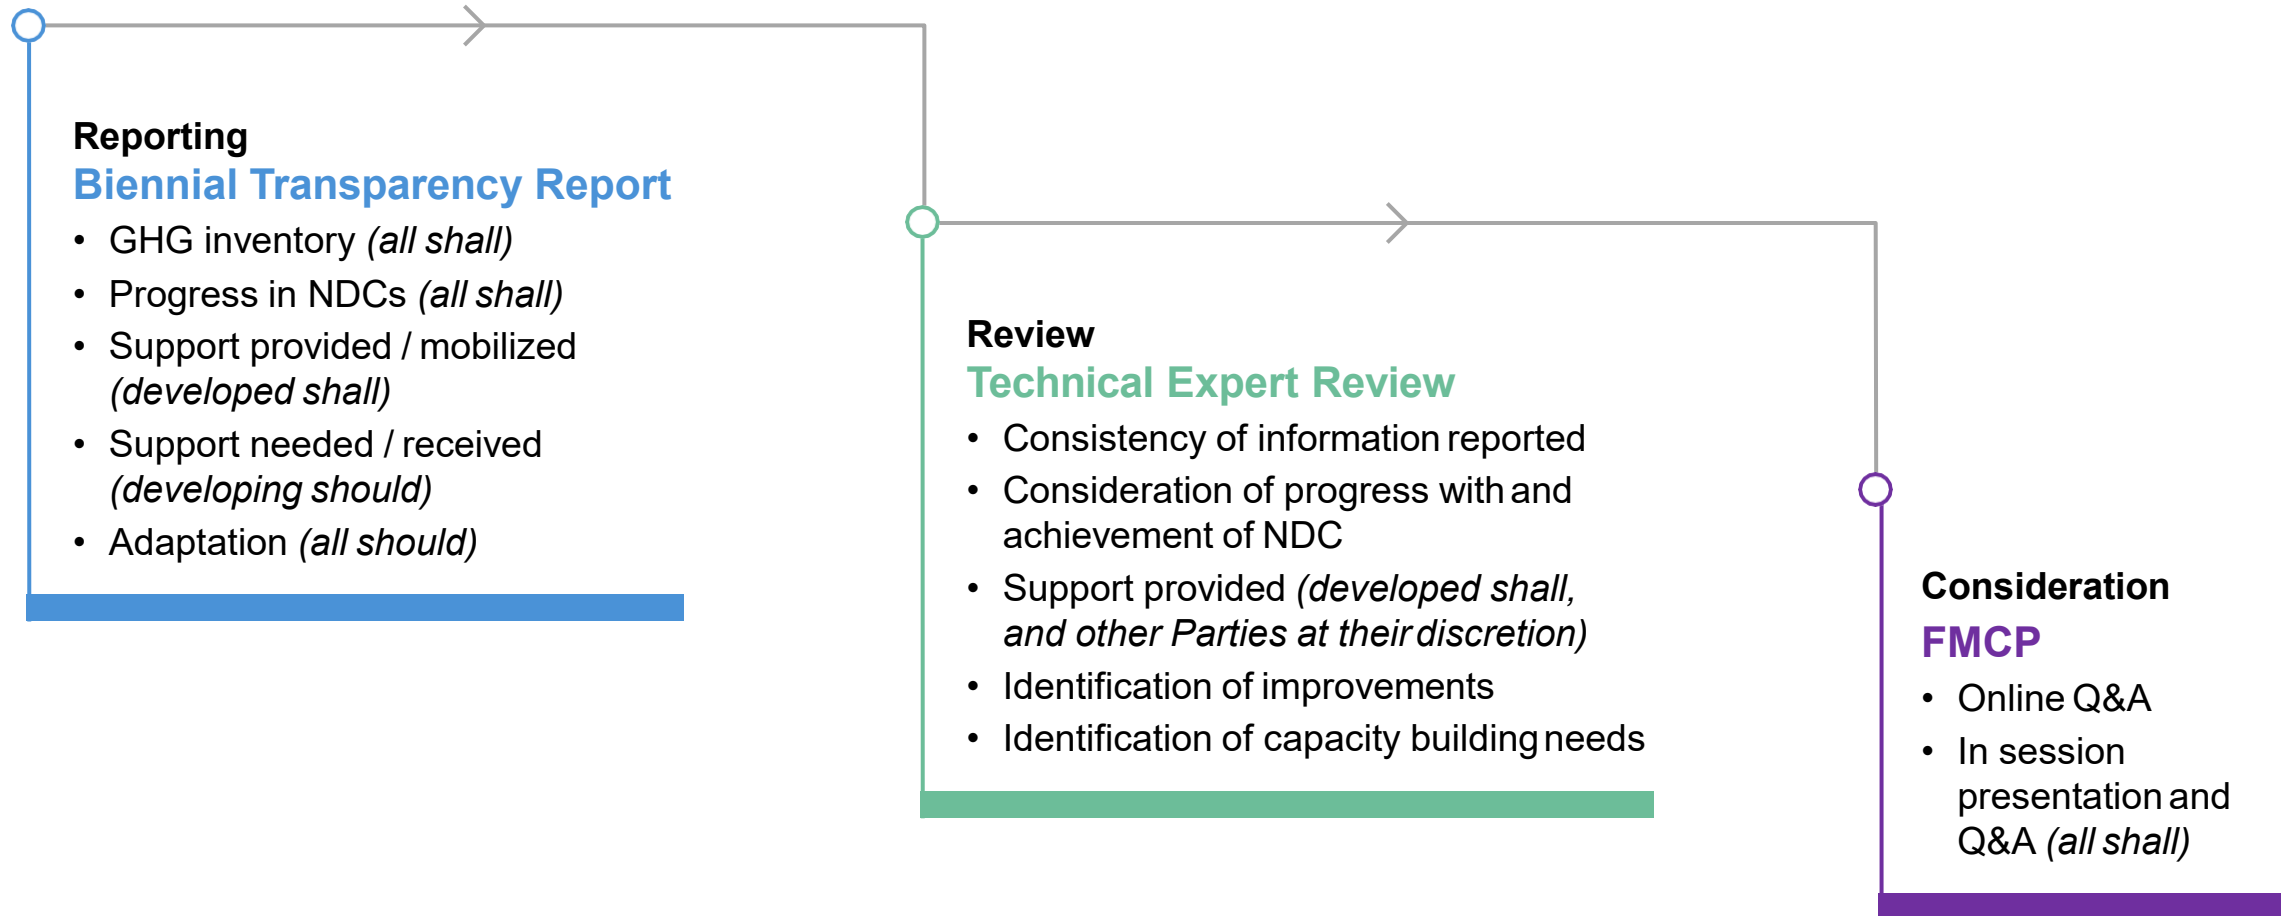 Reporting
Biennial Transparency Report
• GHG inventory (all shall)
• Progress in NDCs (all shall)
• Support provided / mobilized
(developed shall)
• Support needed / received
(developing should)
• Adaptation (all should)
Review
Technical Expert Review
• Consistency of information reported
• Consideration of progress with and
achievement of NDC
• Support provided (developed shall,
and other Parties at their discretion)
• Identification of improvements
• Identification of capacity building needs
Consideration
FMCP
• Online Q&A
• In session
presentation and
Q&A (all shall)